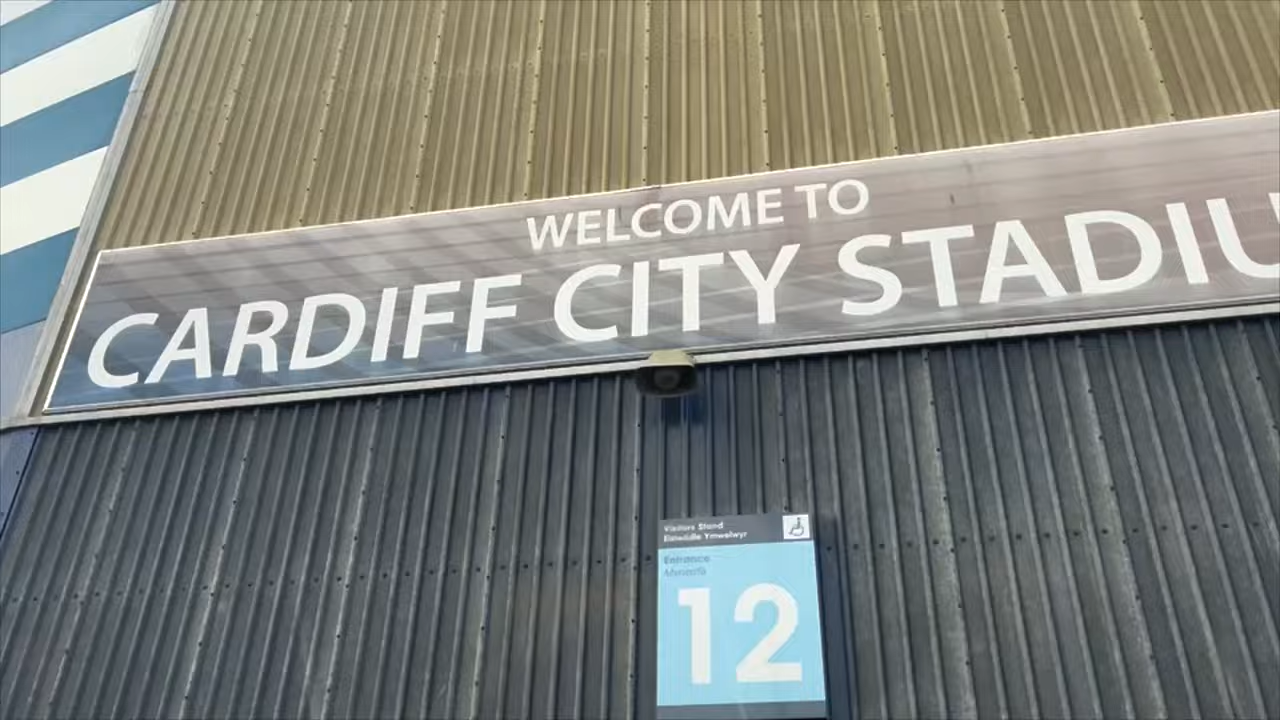 WELCOME TO
CARDIFF CITY STADIU
Visitors Stand
Eisteddle Ymwelwyr
Entrance
Mynedfa
12